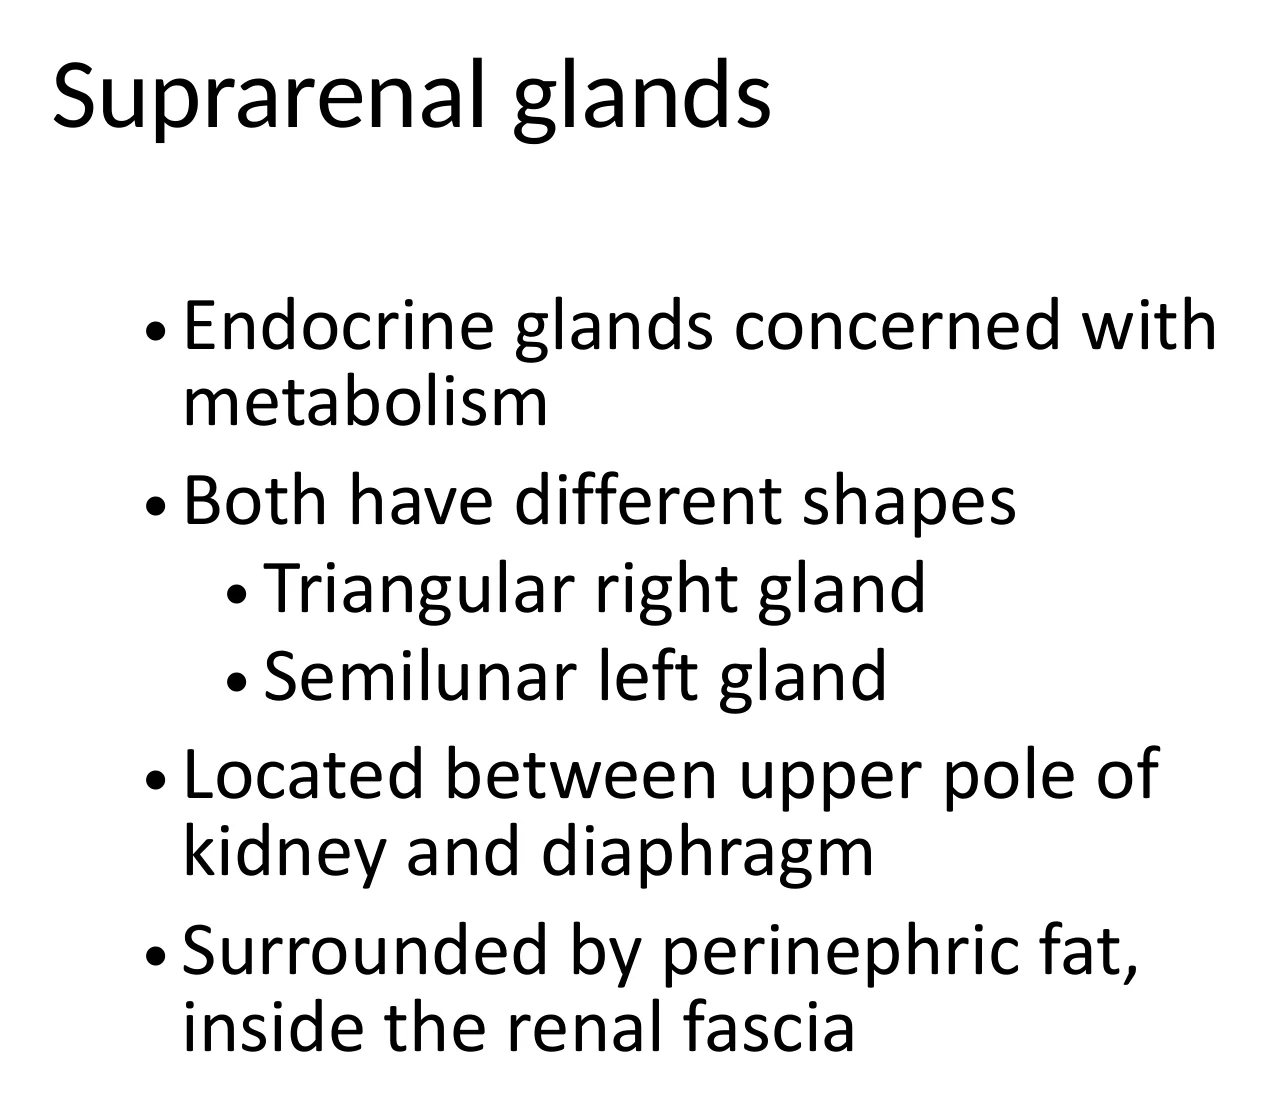 Suprarenal glands
• Endocrine glands concerned with
metabolism
• Both have different shapes
• Triangular right gland
• Semilunar left gland
• Located between upper pole of
kidney and diaphragm
• Surrounded by perinephric fat,
inside the renal fascia